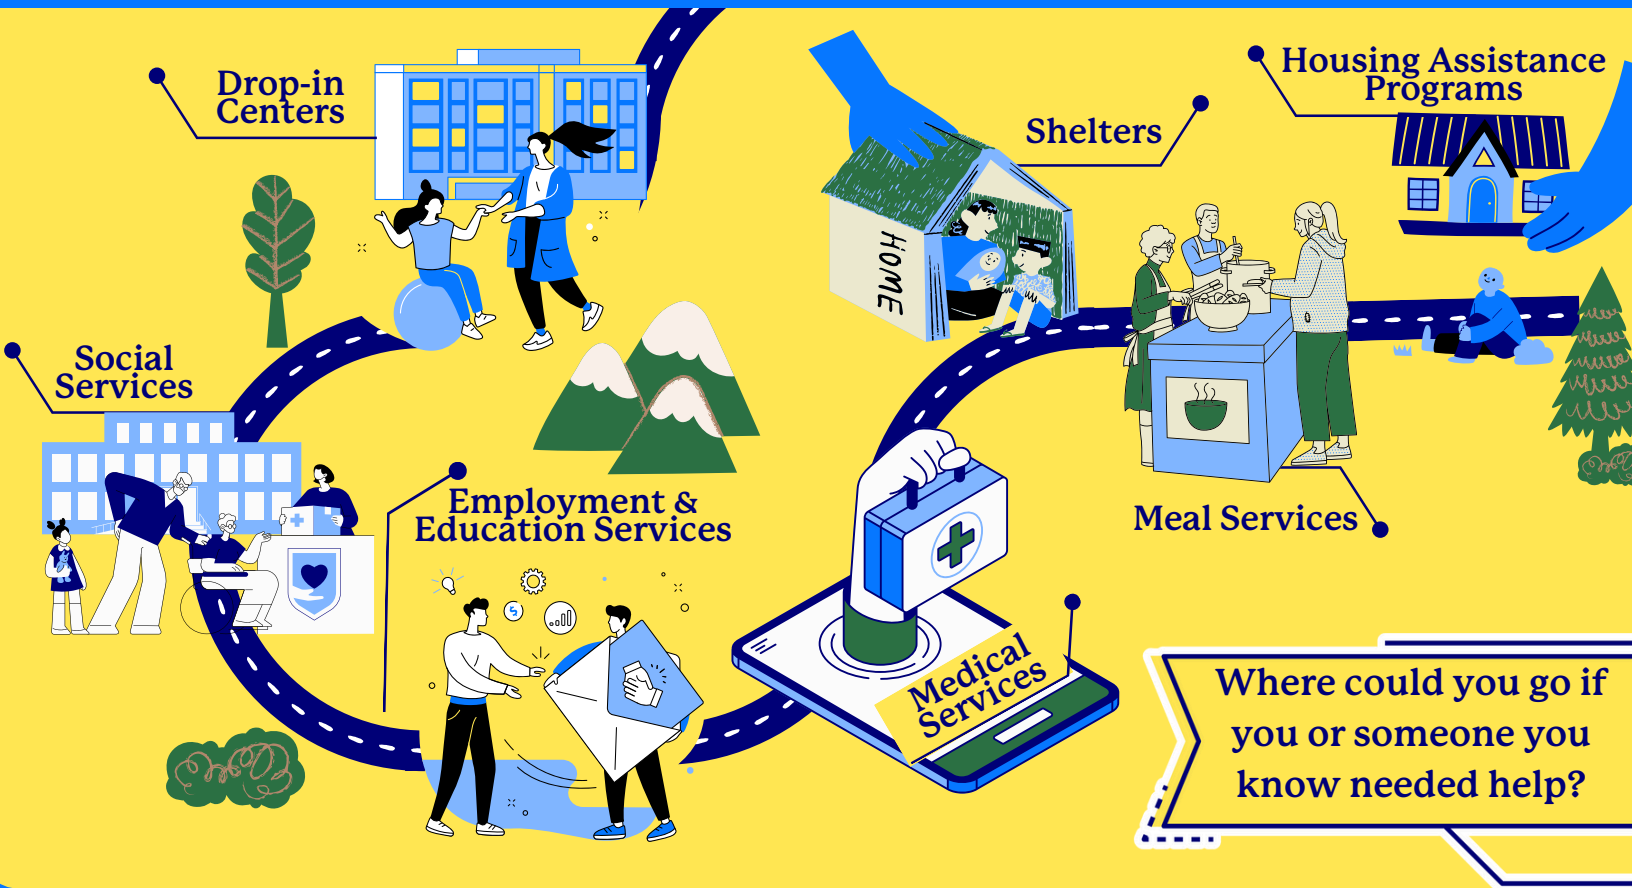 Drop-in
Centers
Shelters
Housing Assistance
Programs
HOME
Social
Services
Employment &
Education Services
Meal Services
Medical
Services
Where could you go if
you or someone you
know needed help?